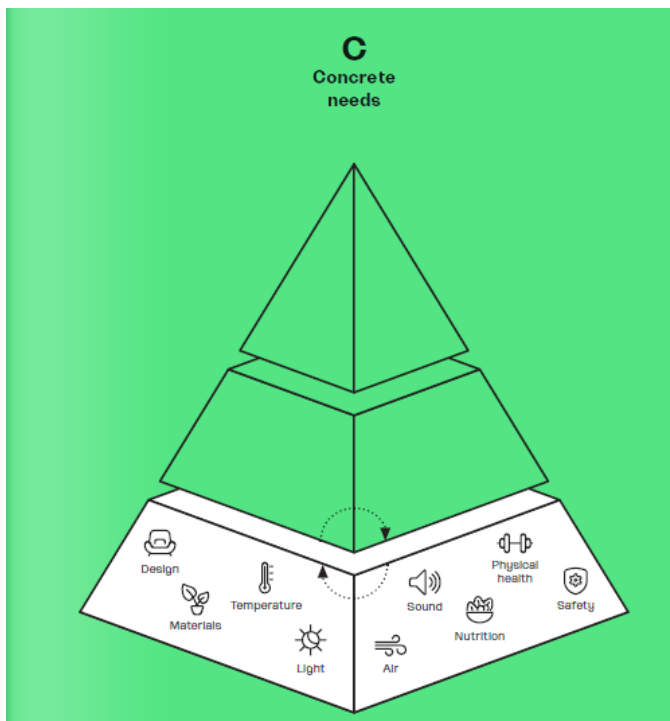 C
Concrete
needs
Design
Materials
Temperature
Light
Sound
Air
Physical
health
Nutrition
Safety